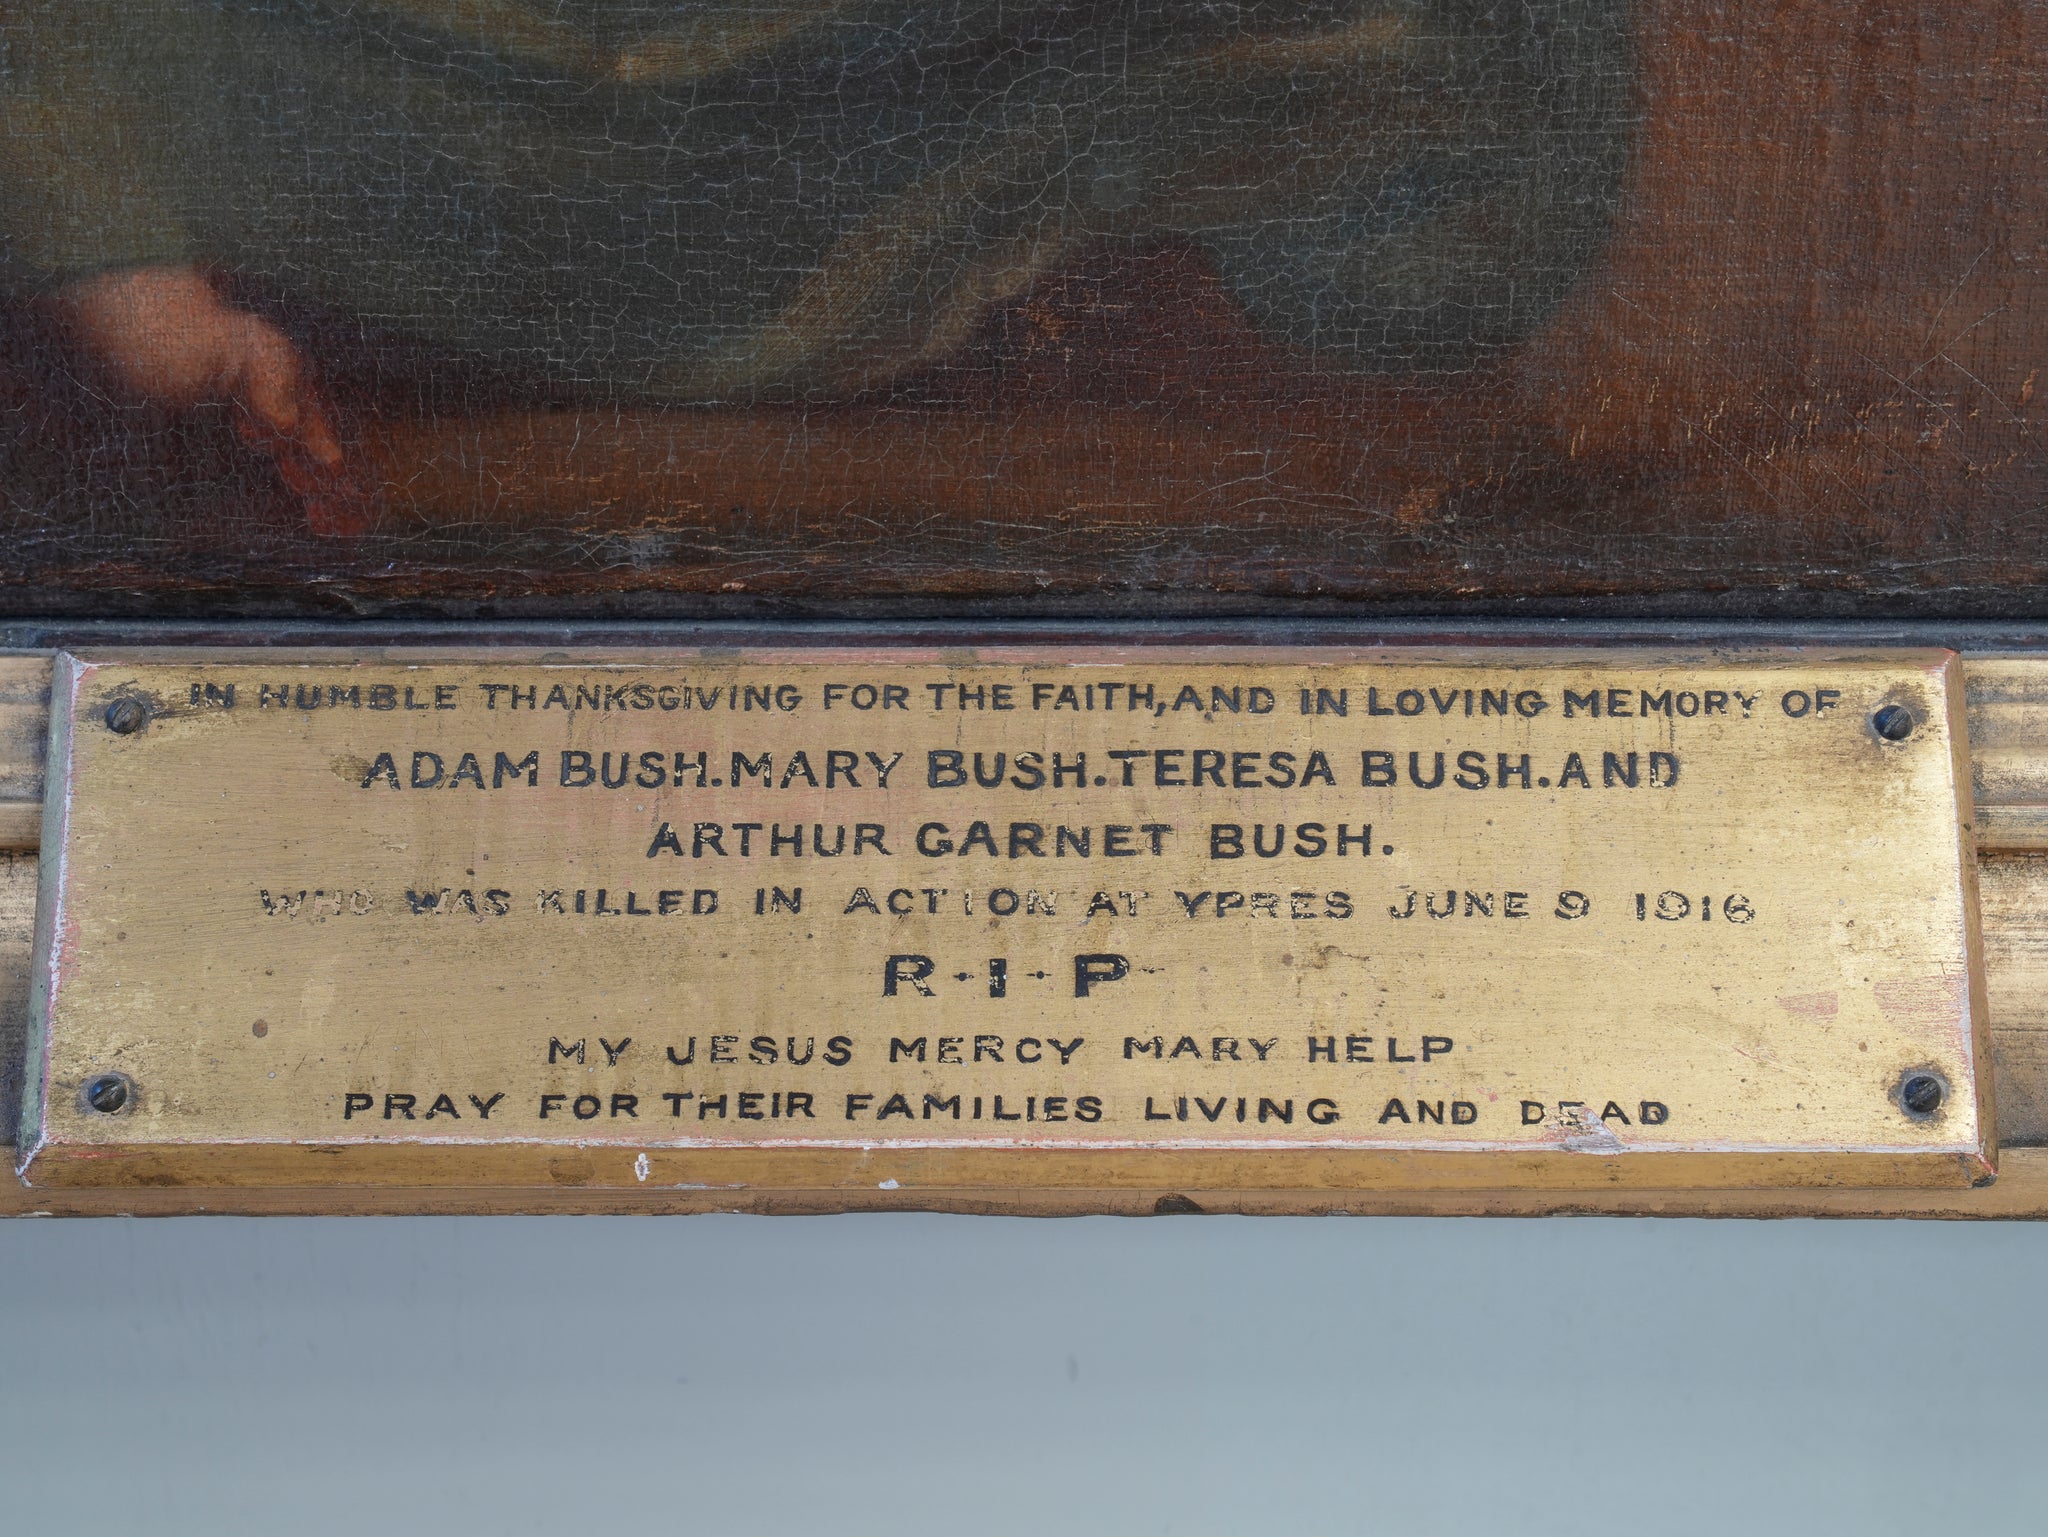 IN HUMBLE THANKSGIVING FOR THE FAITH, AND IN LOVING MEMORY OF
ADAM BUSH. MARY BUSH. TERESA BUSH. AND
ARTHUR GARNET BUSH.
WHO WAS KILLED IN ACTION AT YPRES JUNE 9 1916
R·I·P
MY JESUS MERCY MARY HELP
PRAY FOR THEIR FAMILIES LIVING AND DEAD